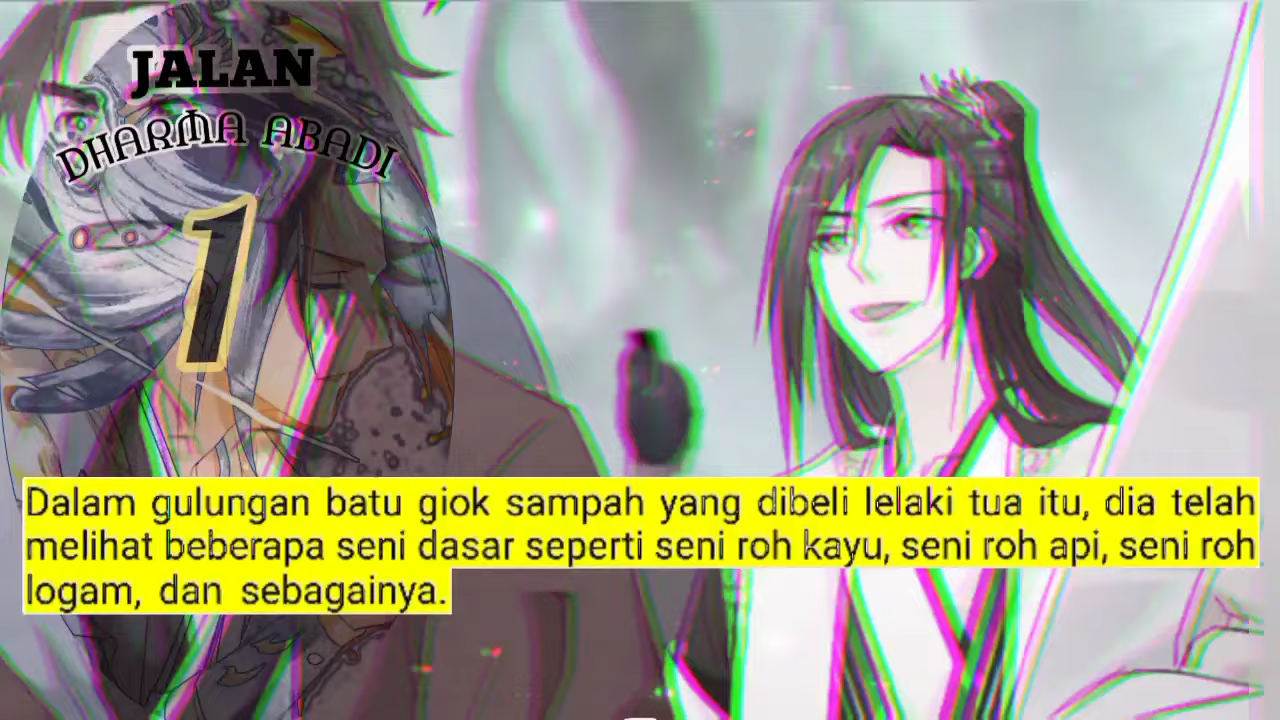 JALAN
DHARMA ABADI
1
Dalam gulungan batu giok sampah yang dibeli lelaki tua itu, dia telah
melihat beberapa seni dasar seperti seni roh kayu, seni roh api, seni roh
logam, dan sebagainya.